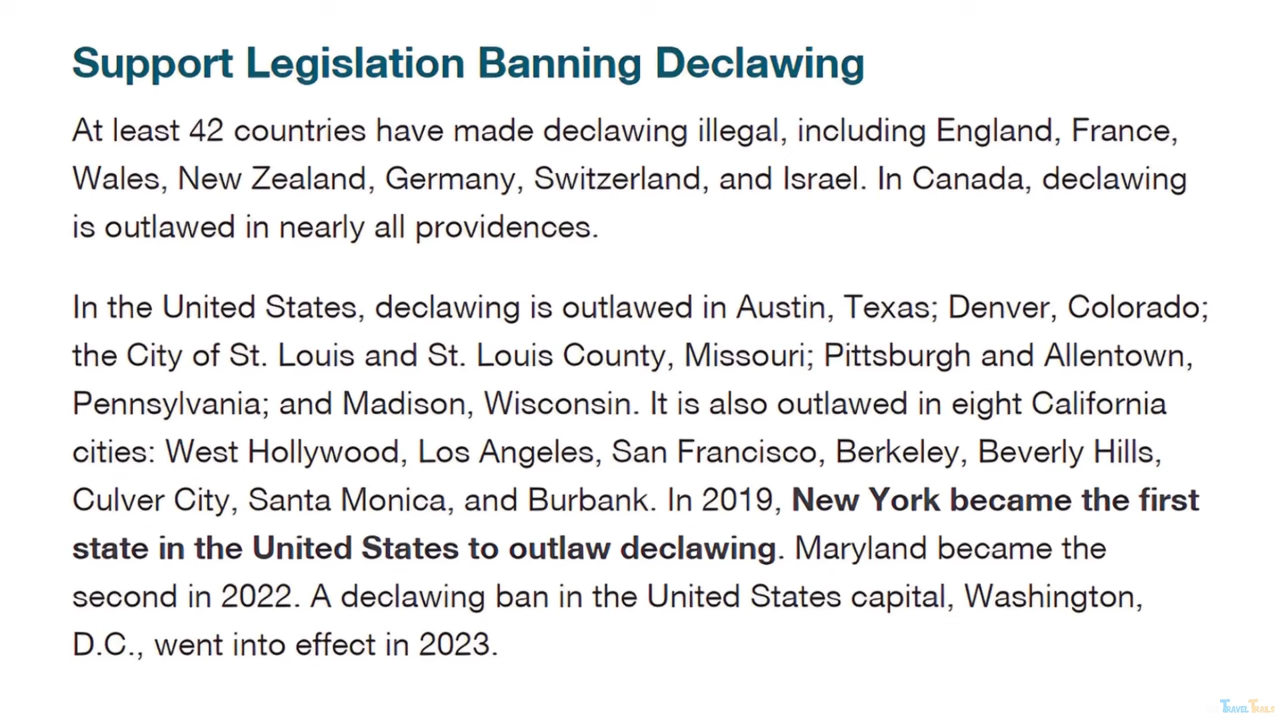 Support Legislation Banning Declawing
At least 42 countries have made declawing illegal, including England, France,
Wales, New Zealand, Germany, Switzerland, and Israel. In Canada, declawing
is outlawed in nearly all providences.
In the United States, declawing is outlawed in Austin, Texas; Denver, Colorado;
the City of St. Louis and St. Louis County, Missouri; Pittsburgh and Allentown,
Pennsylvania; and Madison, Wisconsin. It is also outlawed in eight California
cities: West Hollywood, Los Angeles, San Francisco, Berkeley, Beverly Hills,
Culver City, Santa Monica, and Burbank. In 2019, New York became the first
state in the United States to outlaw declawing. Maryland became the
second in 2022. A declawing ban in the United States capital, Washington,
D.C., went into effect in 2023.
TRAVEL TRAILS